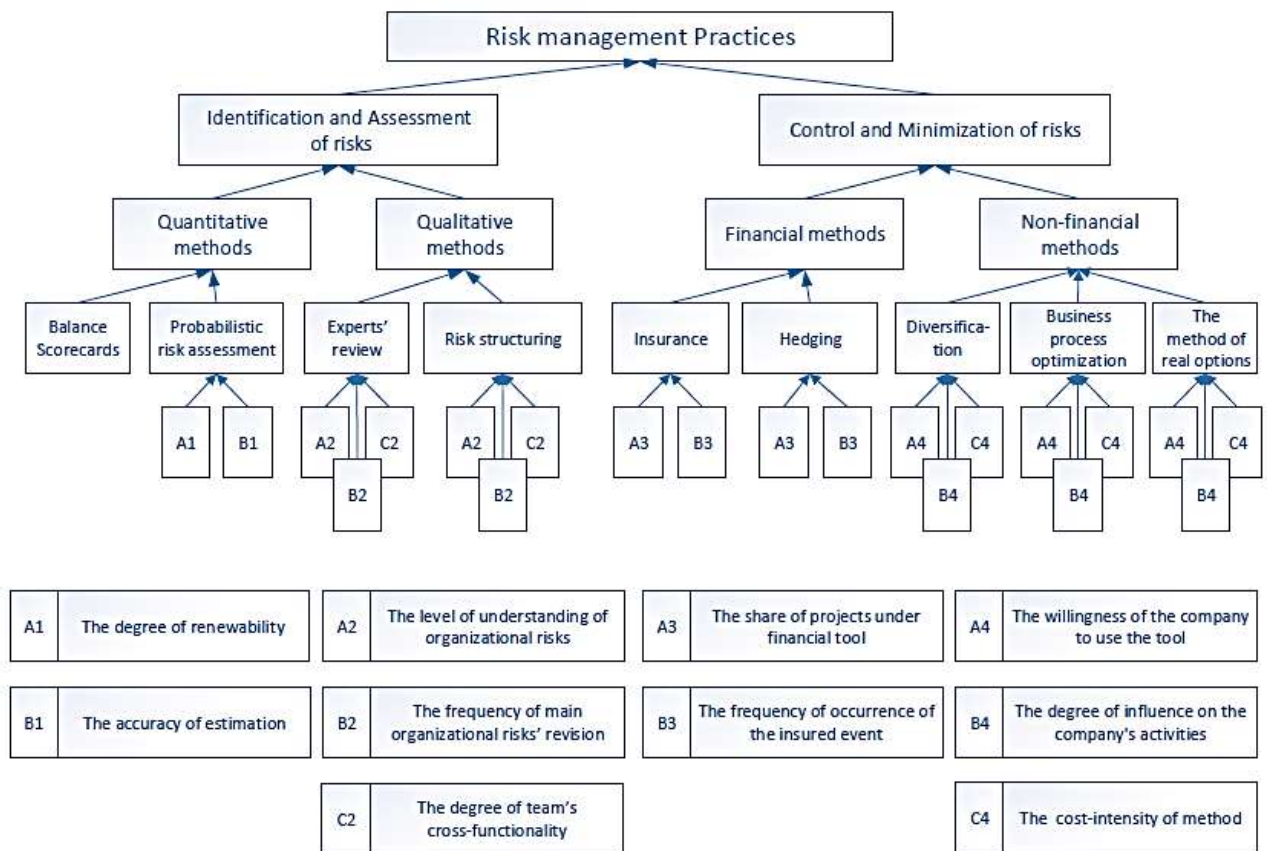 Risk management Practices
Identification and Assessment
of risks
Control and Minimization of risks
Quantitative
methods
Qualitative
methods
Financial methods
Non-financial
methods
Balance
Scorecards
Probabilistic
risk assessment
Experts'
review
Risk structuring
Insurance
Hedging
Diversifica-
tion
Business
process
optimization
The
method of
real options
A1
B1
A2
C2
B2
A2
C2
B2
A3
B3
A3
B3
A4
C4
B4
A4
C4
B4
A4
C4
B4
A1
The degree of renewability
A2
The level of understanding of
organizational risks
A3
The share of projects under
financial tool
A4
The willingness of the company
to use the tool
B1
The accuracy of estimation
B2
The frequency of main
organizational risks' revision
B3
The frequency of occurrence of
the insured event
B4
The degree of influence on the
company's activities
C2
The degree of team's
cross-functionality
C4
The cost-intensity of method